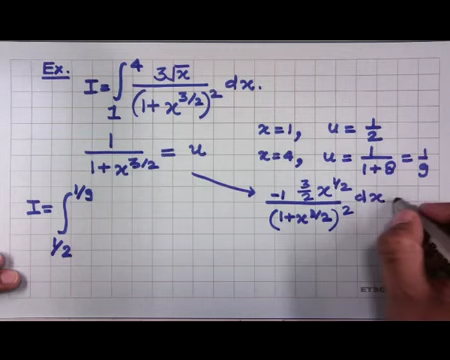 Ex.
I = ∫₁⁴ 3√x / (1 + x^{3/2})² dx.
1 / (1 + x^{3/2}) = u
x = 1, u = 1/2
x = 4, u = 1/(1+8) = 1/9
I = ∫_{1/2}^{1/9}
-1 3/2 x^{1/2} / (1 + x^{3/2})² dx